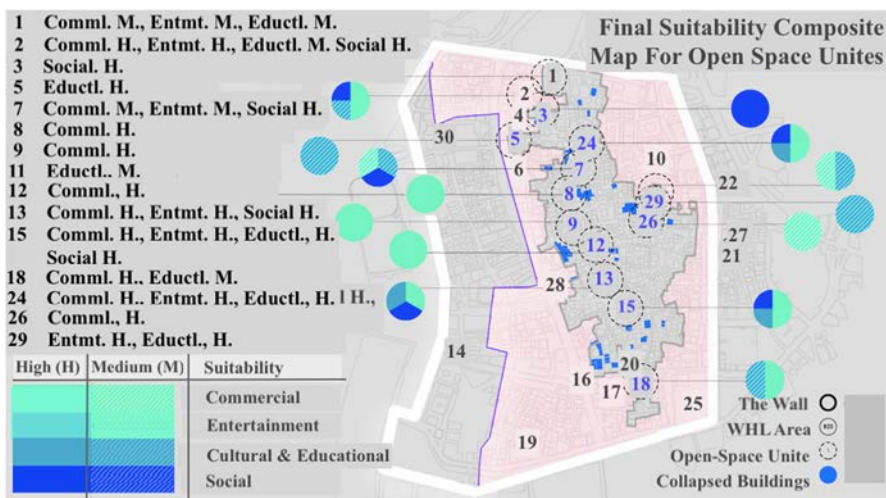 1 Comml. M., Entmt. M., Eductl. M.
2 Comml. H., Entmt. H., Eductl. M. Social H.
3 Social. H.
5 Eductl. H.
7 Comml. M., Entmt. M., Social H.
8 Comml. H.
9 Comml. H.
11 Eductl.. M.
12 Comml.., H.
13 Comml. H., Entmt. H., Social H.
15 Comml. H., Entmt. H., Eductl., H.
Social H.
18 Comml. H., Eductl. M.
24 Comml. H.. Entmt. H., Eductl., H. l H.,
26 Comml., H.
29 Entmt. H., Eductl., H.
Final Suitability Composite
Map For Open Space Unites
1
2
4
3
30
5
24
6
7
10
8
22
29
9
26
12
27
21
13
28
15
14
20
16
18
17
25
19
High (H) Medium (M) Suitability
Commercial
Entertainment
Cultural & Educational
Social
The Wall
WHL Area
Open-Space Unite
Collapsed Buildings